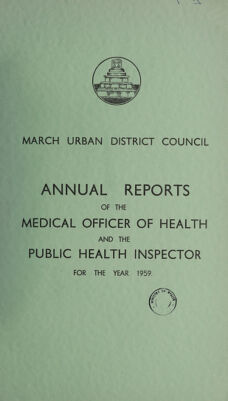 MARCH URBAN DISTRICT COUNCIL
ANNUAL REPORTS
OF THE
MEDICAL OFFICER OF HEALTH
AND THE
PUBLIC HEALTH INSPECTOR
FOR THE YEAR 1959.